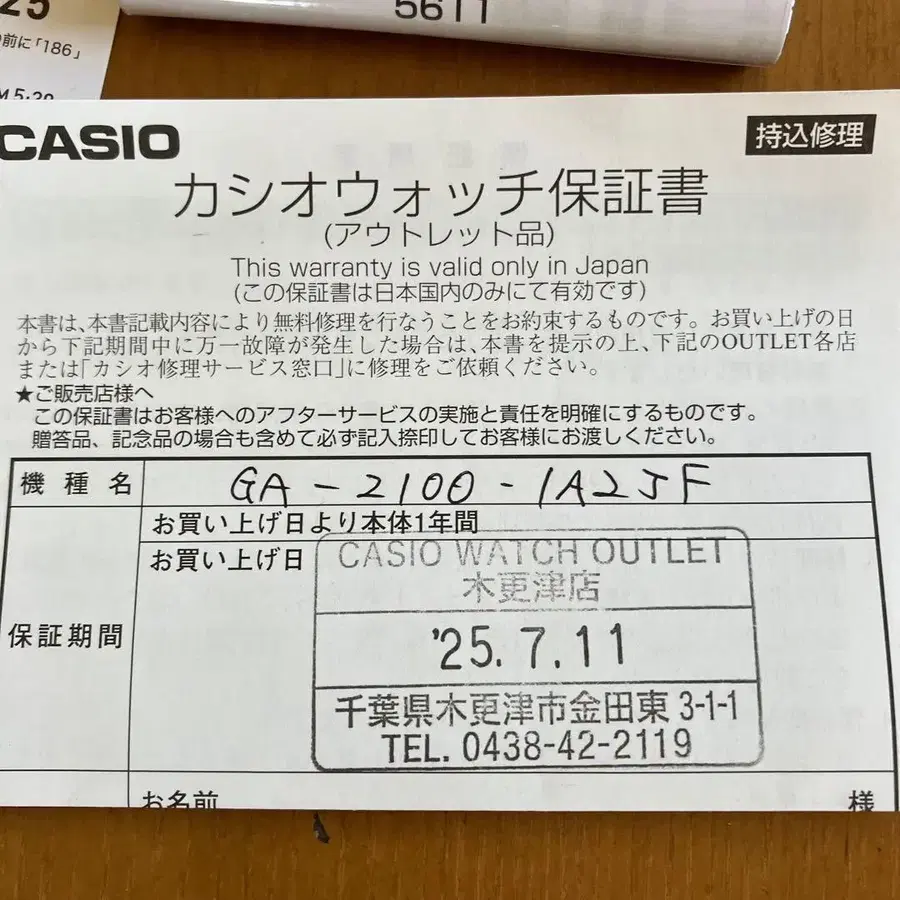 25
前に「186」
5611
CASIO
持込修理
カシオウォッチ保証書
(アウトレット品)
This warranty is valid only in Japan
(この保証書は日本国内のみにて有効です)
本書は、本書記載内容により無料修理を行なうことをお約束するものです。お買い上げの日
から下記期間中に万一故障が発生した場合は、本書を提示の上、下記のOUTLET各店
または「カシオ修理サービス窓口」に修理をご依頼ください。
★ご販売店様へ
この保証書はお客様へのアフターサービスの実施と責任を明確にするものです。
贈答品、記念品の場合も含めて必ず記入捺印してお客様にお渡しください。
機種名 GA-2100-1A2JF
お買い上げ日より本体1年間
お買い上げ日
CASIO WATCH OUTLET
木更津店
保証期間
'25.7.11
千葉県木更津市金田東 3-1-1
TEL. 0438-42-2119
お名前 様